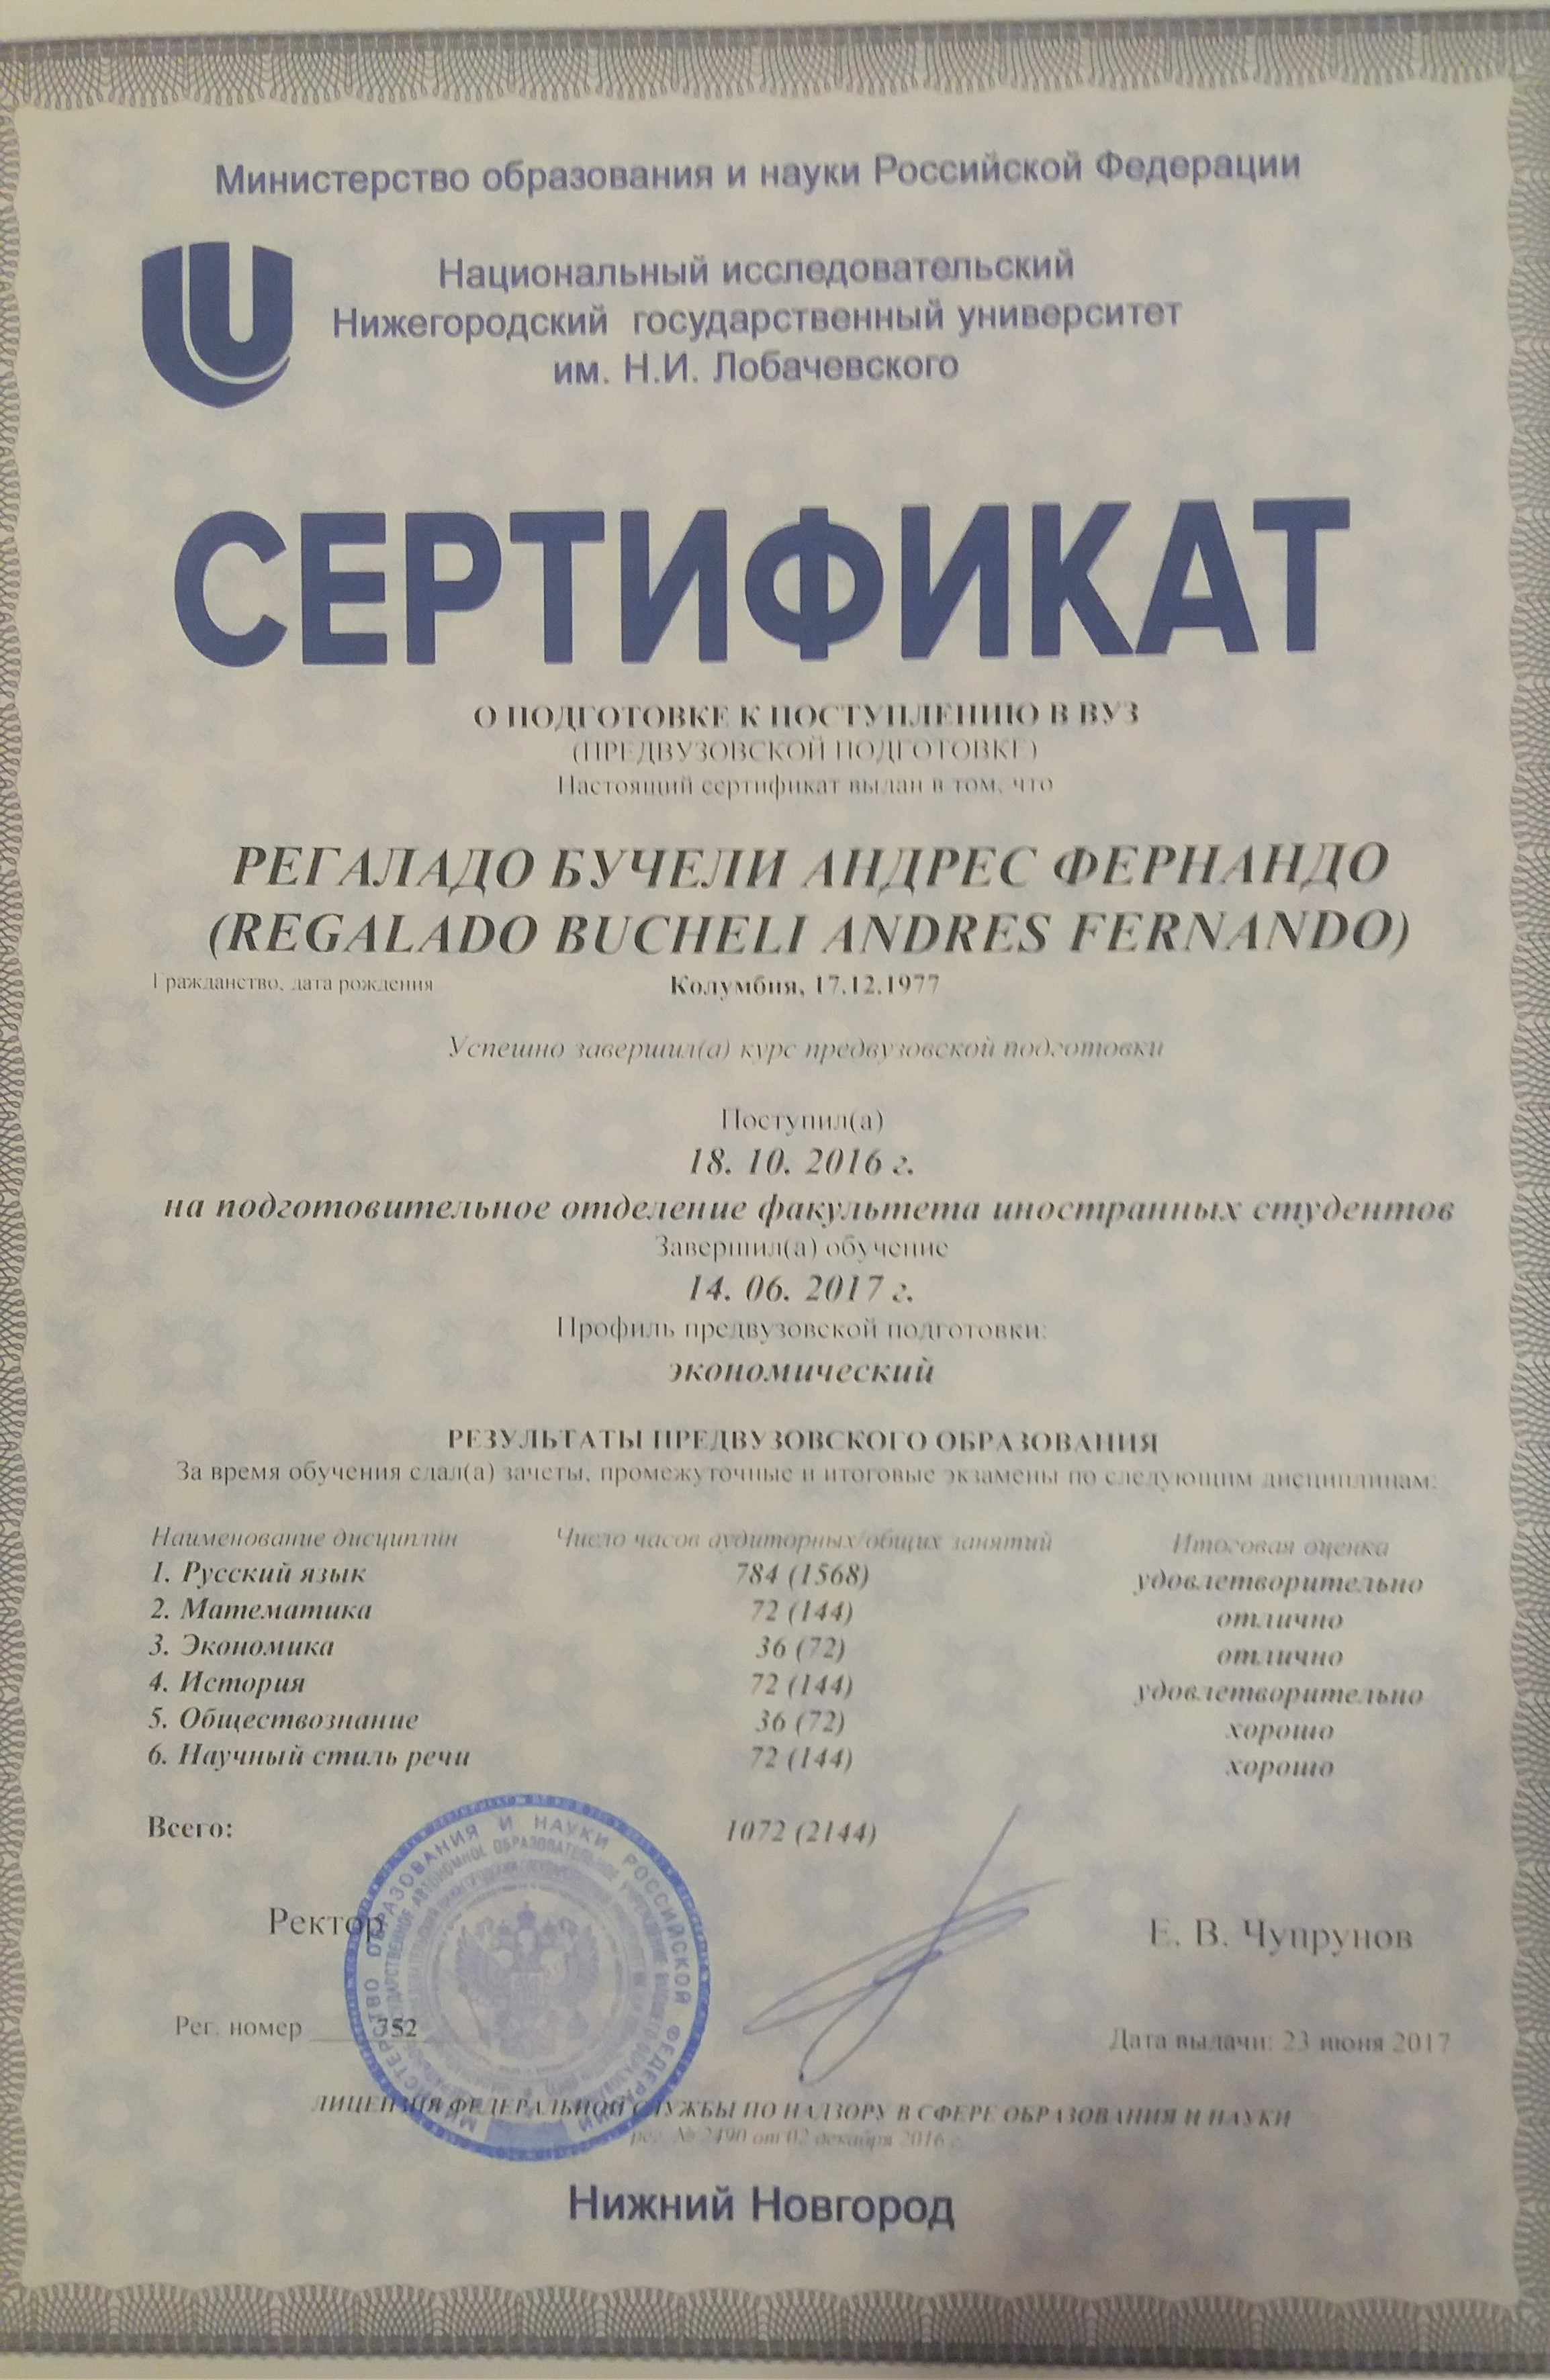 Министерство образования и науки Российской Федерации
Национальный исследовательский
Нижегородский государственный университет
им. Н.И. Лобачевского
СЕРТИФИКАТ
О ПОДГОТОВКЕ К ПОСТУПЛЕНИЮ В ВУЗ
(ПРЕДВУЗОВСКОЙ ПОДГОТОВКЕ)
Настоящий сертификат выдан в том, что
РЕГАЛАДО БУЧЕЛИ АНДРЕС ФЕРНАНДО
(REGALADO BUCHELI ANDRES FERNANDO)
Гражданство, дата рождения Колумбия, 17.12.1977
Успешно завершил(а) курс предвузовской подготовки
Поступил(а)
18. 10. 2016 г.
на подготовительное отделение факультета иностранных студентов
Завершил(а) обучение
14. 06. 2017 г.
Профиль предвузовской подготовки:
экономический
РЕЗУЛЬТАТЫ ПРЕДВУЗОВСКОГО ОБРАЗОВАНИЯ
За время обучения сдал(а) зачеты, промежуточные и итоговые экзамены по следующим дисциплинам:
Наименование дисциплин Число часов аудиторных/общих занятий Итоговая оценка
1. Русский язык 784 (1568) удовлетворительно
2. Математика 72 (144) отлично
3. Экономика 36 (72) отлично
4. История 72 (144) удовлетворительно
5. Обществознание 36 (72) хорошо
6. Научный стиль речи 72 (144) хорошо
Всего: 1072 (2144)
МИНИСТЕРСТВО ОБРАЗОВАНИЯ И НАУКИ РОССИЙСКОЙ ФЕДЕРАЦИИ
Ректор Е. В. Чупрунов
Рег. номер 352 Дата выдачи: 23 июня 2017
ЛИЦЕНЗИЯ ФЕДЕРАЛЬНОЙ СЛУЖБЫ ПО НАДЗОРУ В СФЕРЕ ОБРАЗОВАНИЯ И НАУКИ
рег. № 2490 от 02 декабря 2016 г.
Нижний Новгород